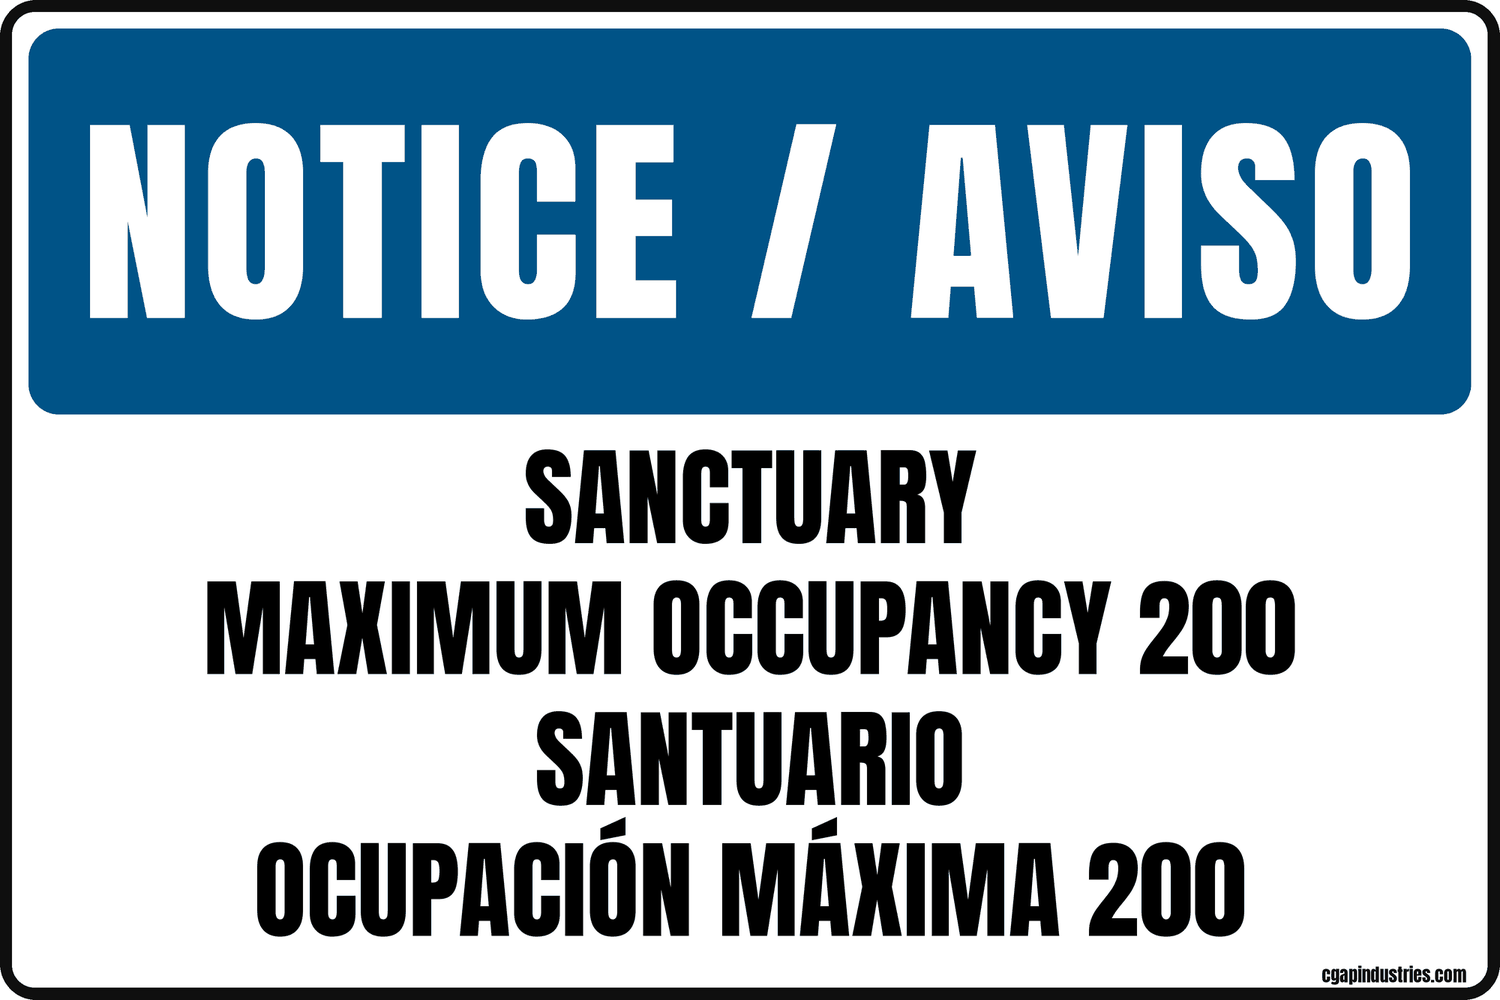 NOTICE / AVISO
SANCTUARY
MAXIMUM OCCUPANCY 200
SANTUARIO
OCUPACIÓN MÁXIMA 200
cgapindustries.com